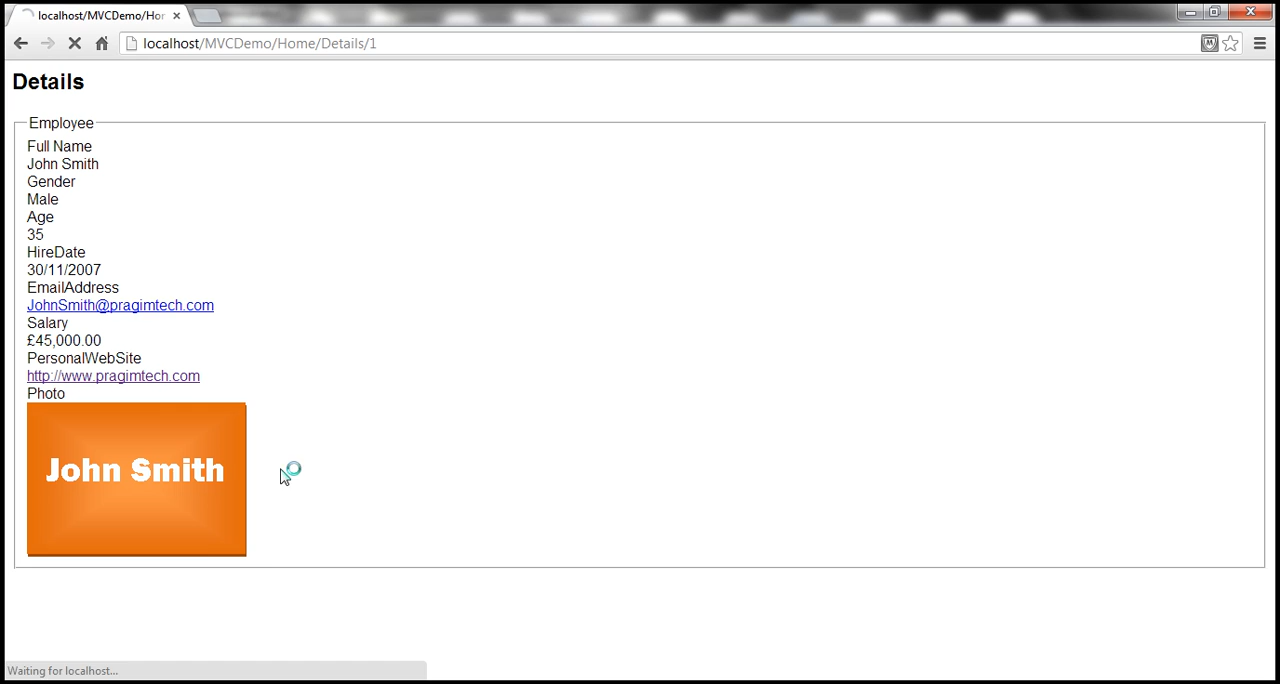 localhost/MVCDemo/Hor
localhost/MVCDemo/Home/Details/1
Details
Employee
Full Name
John Smith
Gender
Male
Age
35
HireDate
30/11/2007
EmailAddress
JohnSmith@pragimtech.com
Salary
£45,000.00
PersonalWebSite
http://www.pragimtech.com
Photo
John Smith
Waiting for localhost...